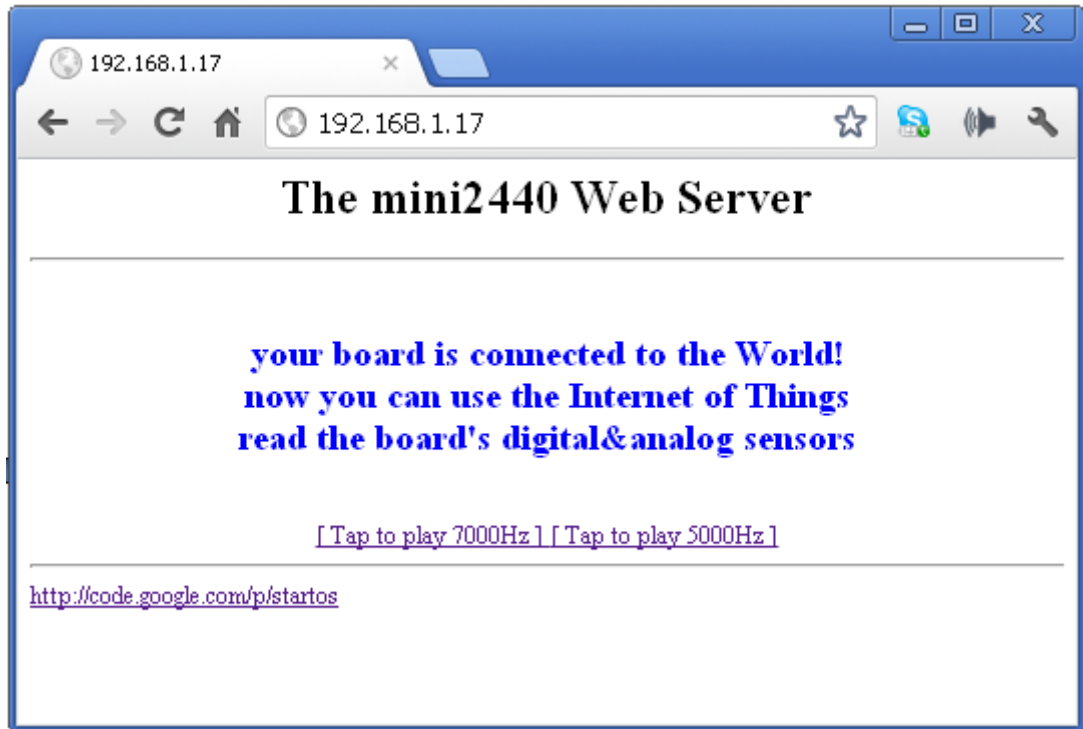 192.168.1.17
192.168.1.17
The mini2440 Web Server
your board is connected to the World!
now you can use the Internet of Things
read the board's digital&analog sensors
[ Tap to play 7000Hz ] [ Tap to play 5000Hz ]
http://code.google.com/p/startos